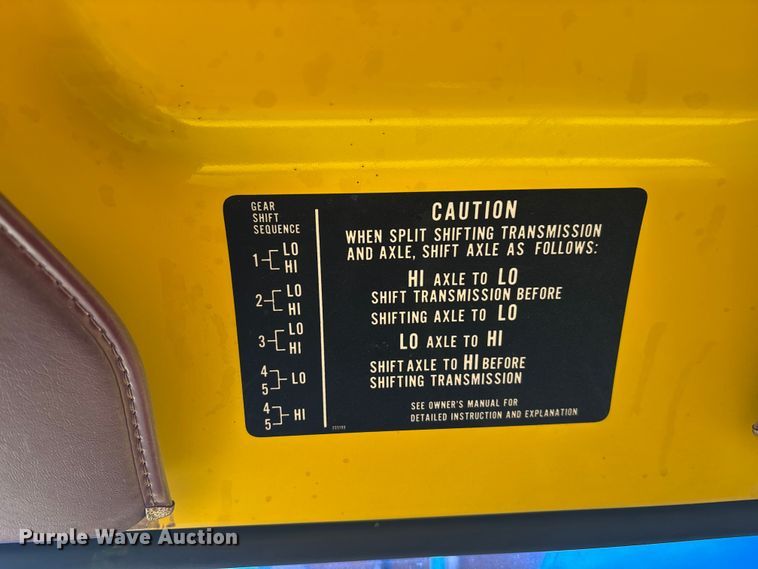 GEAR
SHIFT
SEQUENCE
1 LO
HI
2 LO
HI
3 LO
HI
4
5 LO
4
5 HI
CAUTION
WHEN SPLIT SHIFTING TRANSMISSION
AND AXLE, SHIFT AXLE AS FOLLOWS:
HI AXLE TO LO
SHIFT TRANSMISSION BEFORE
SHIFTING AXLE TO LO
LO AXLE TO HI
SHIFT AXLE TO HI BEFORE
SHIFTING TRANSMISSION
SEE OWNER'S MANUAL FOR
DETAILED INSTRUCTION AND EXPLANATION
Purple Wave Auction